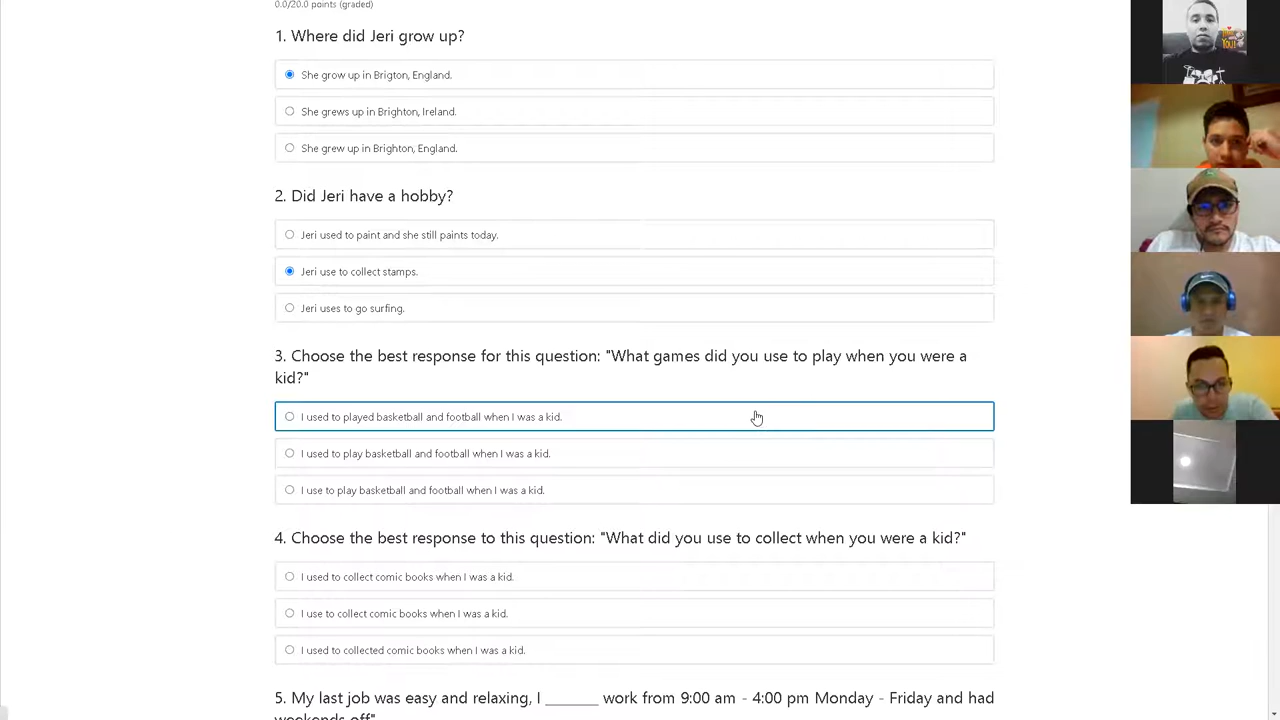 0.0/20.0 points (graded)
1. Where did Jeri grow up?
She grow up in Brigton, England.
She grews up in Brighton, Ireland.
She grew up in Brighton, England.
2. Did Jeri have a hobby?
Jeri used to paint and she still paints today.
Jeri use to collect stamps.
Jeri uses to go surfing.
3. Choose the best response for this question: "What games did you use to play when you were a
kid?"
I used to played basketball and football when I was a kid.
I used to play basketball and football when I was a kid.
I use to play basketball and football when I was a kid.
4. Choose the best response to this question: "What did you use to collect when you were a kid?"
I used to collect comic books when I was a kid.
I use to collect comic books when I was a kid.
I used to collected comic books when I was a kid.
5. My last job was easy and relaxing, I _______ work from 9:00 am - 4:00 pm Monday - Friday and had
weekends off"